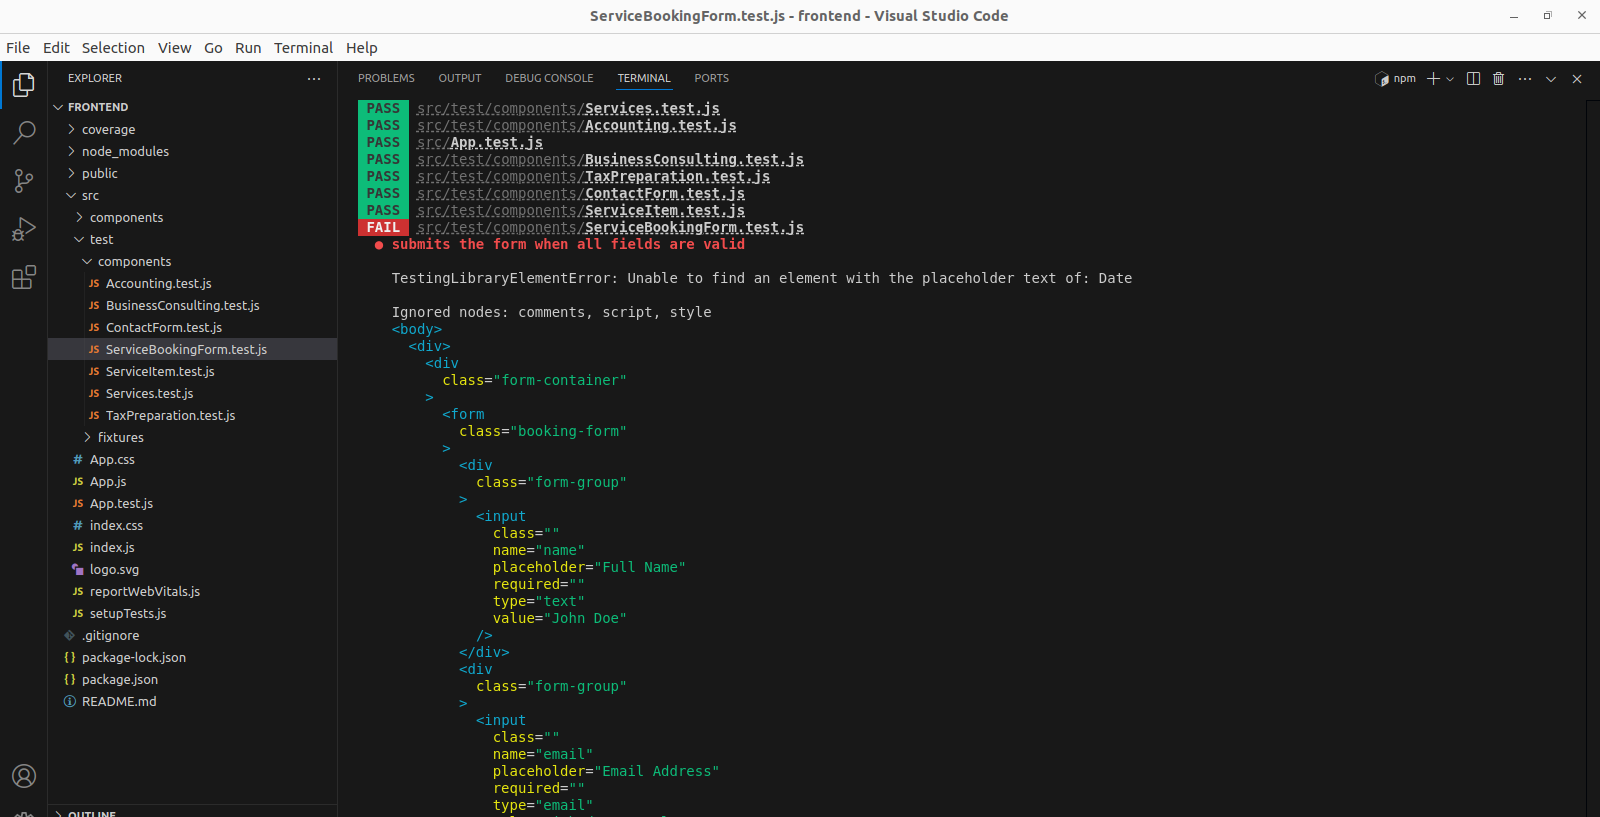 ServiceBookingForm.test.js - frontend - Visual Studio Code
File Edit Selection View Go Run Terminal Help
EXPLORER
FRONTEND
coverage
node_modules
public
src
components
test
components
JS Accounting.test.js
JS BusinessConsulting.test.js
JS ContactForm.test.js
JS ServiceBookingForm.test.js
JS ServiceItem.test.js
JS Services.test.js
JS TaxPreparation.test.js
fixtures
# App.css
JS App.js
JS App.test.js
# index.css
JS index.js
logo.svg
JS reportWebVitals.js
JS setupTests.js
.gitignore
{} package-lock.json
{} package.json
README.md
OUTLINE
PROBLEMS OUTPUT DEBUG CONSOLE TERMINAL PORTS
npm
PASS src/test/components/Services.test.js
PASS src/test/components/Accounting.test.js
PASS src/App.test.js
PASS src/test/components/BusinessConsulting.test.js
PASS src/test/components/TaxPreparation.test.js
PASS src/test/components/ContactForm.test.js
PASS src/test/components/ServiceItem.test.js
FAIL src/test/components/ServiceBookingForm.test.js
● submits the form when all fields are valid
TestingLibraryElementError: Unable to find an element with the placeholder text of: Date
Ignored nodes: comments, script, style
<body>
<div>
<div
class="form-container"
>
<form
class="booking-form"
>
<div
class="form-group"
>
<input
class=""
name="name"
placeholder="Full Name"
required=""
type="text"
value="John Doe"
/>
</div>
<div
class="form-group"
>
<input
class=""
name="email"
placeholder="Email Address"
required=""
type="email"